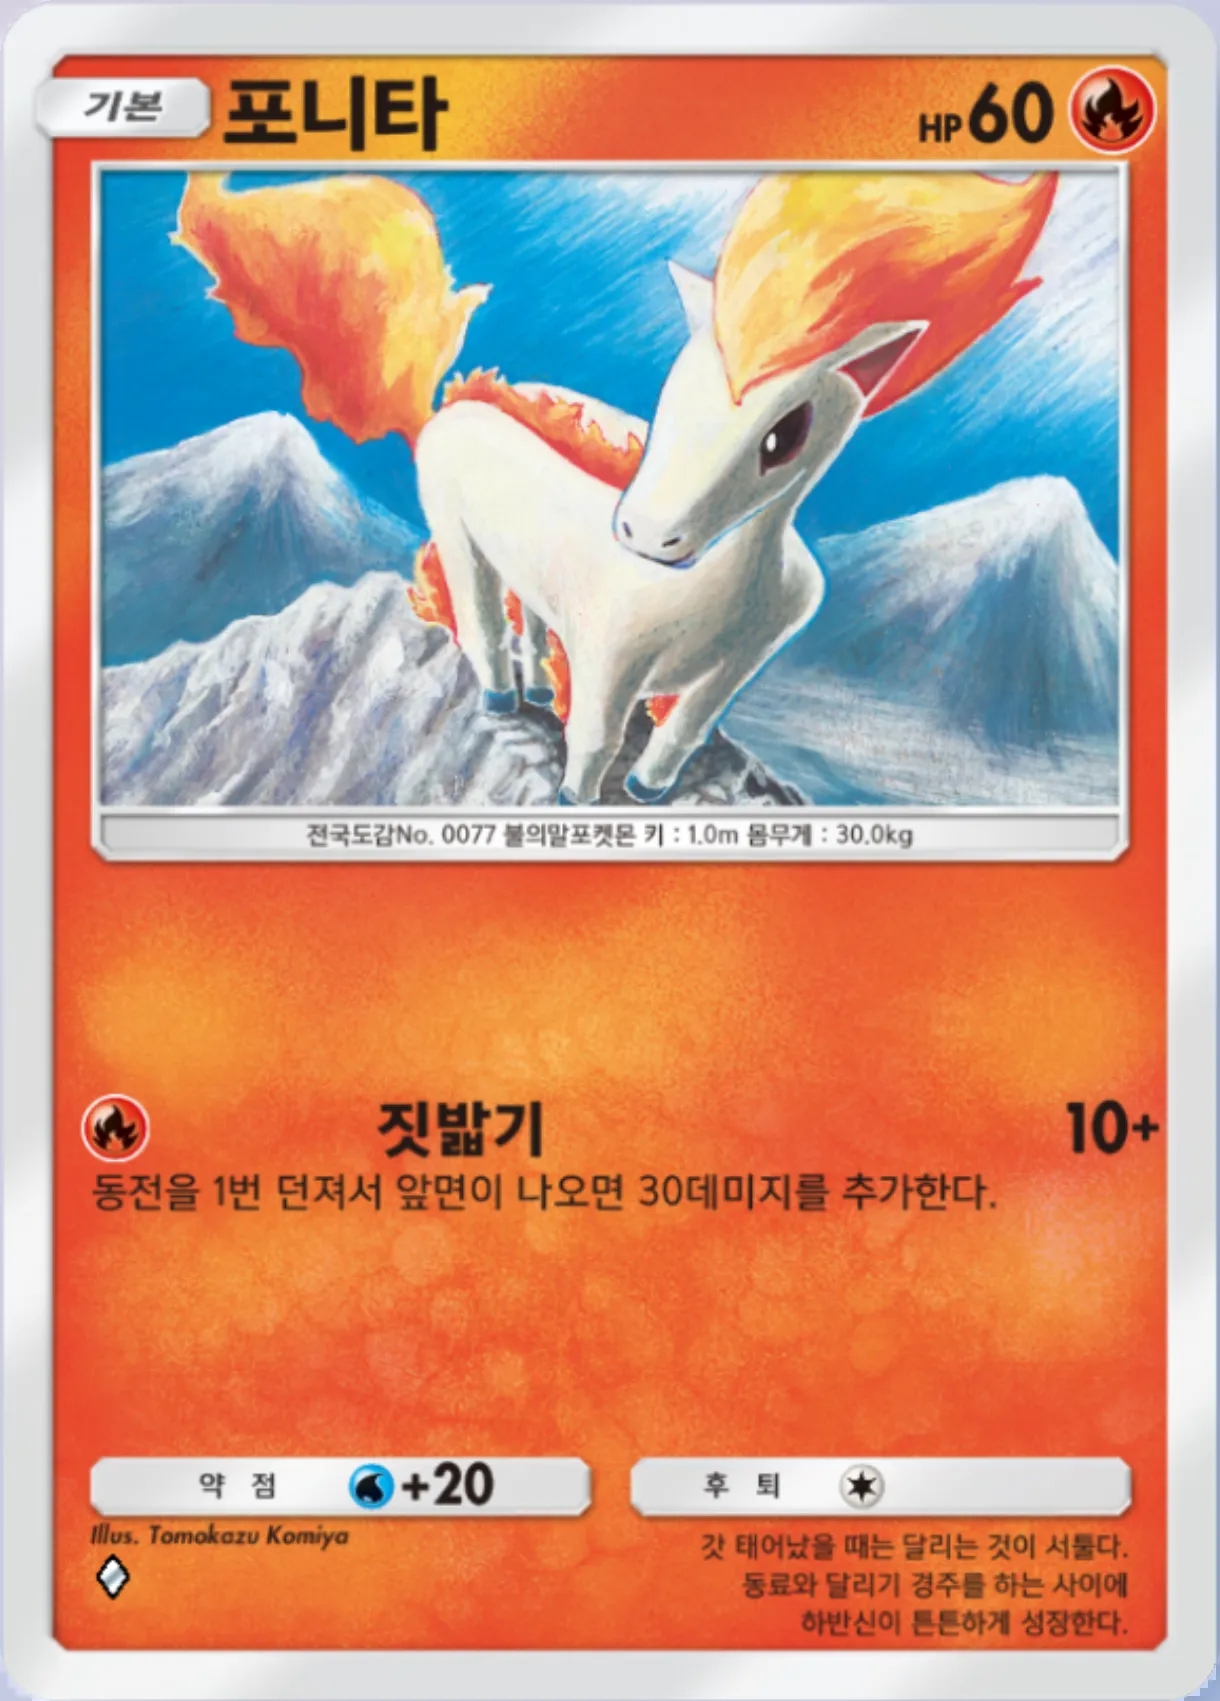 기본 포니타 HP60
전국도감No. 0077 불의말포켓몬 키 : 1.0m 몸무게 : 30.0kg
짓밟기 10+
동전을 1번 던져서 앞면이 나오면 30데미지를 추가한다.
약점 +20 후퇴
Illus. Tomokazu Komiya
갓 태어났을 때는 달리는 것이 서툴다.
동료와 달리기 경주를 하는 사이에
하반신이 튼튼하게 성장한다.